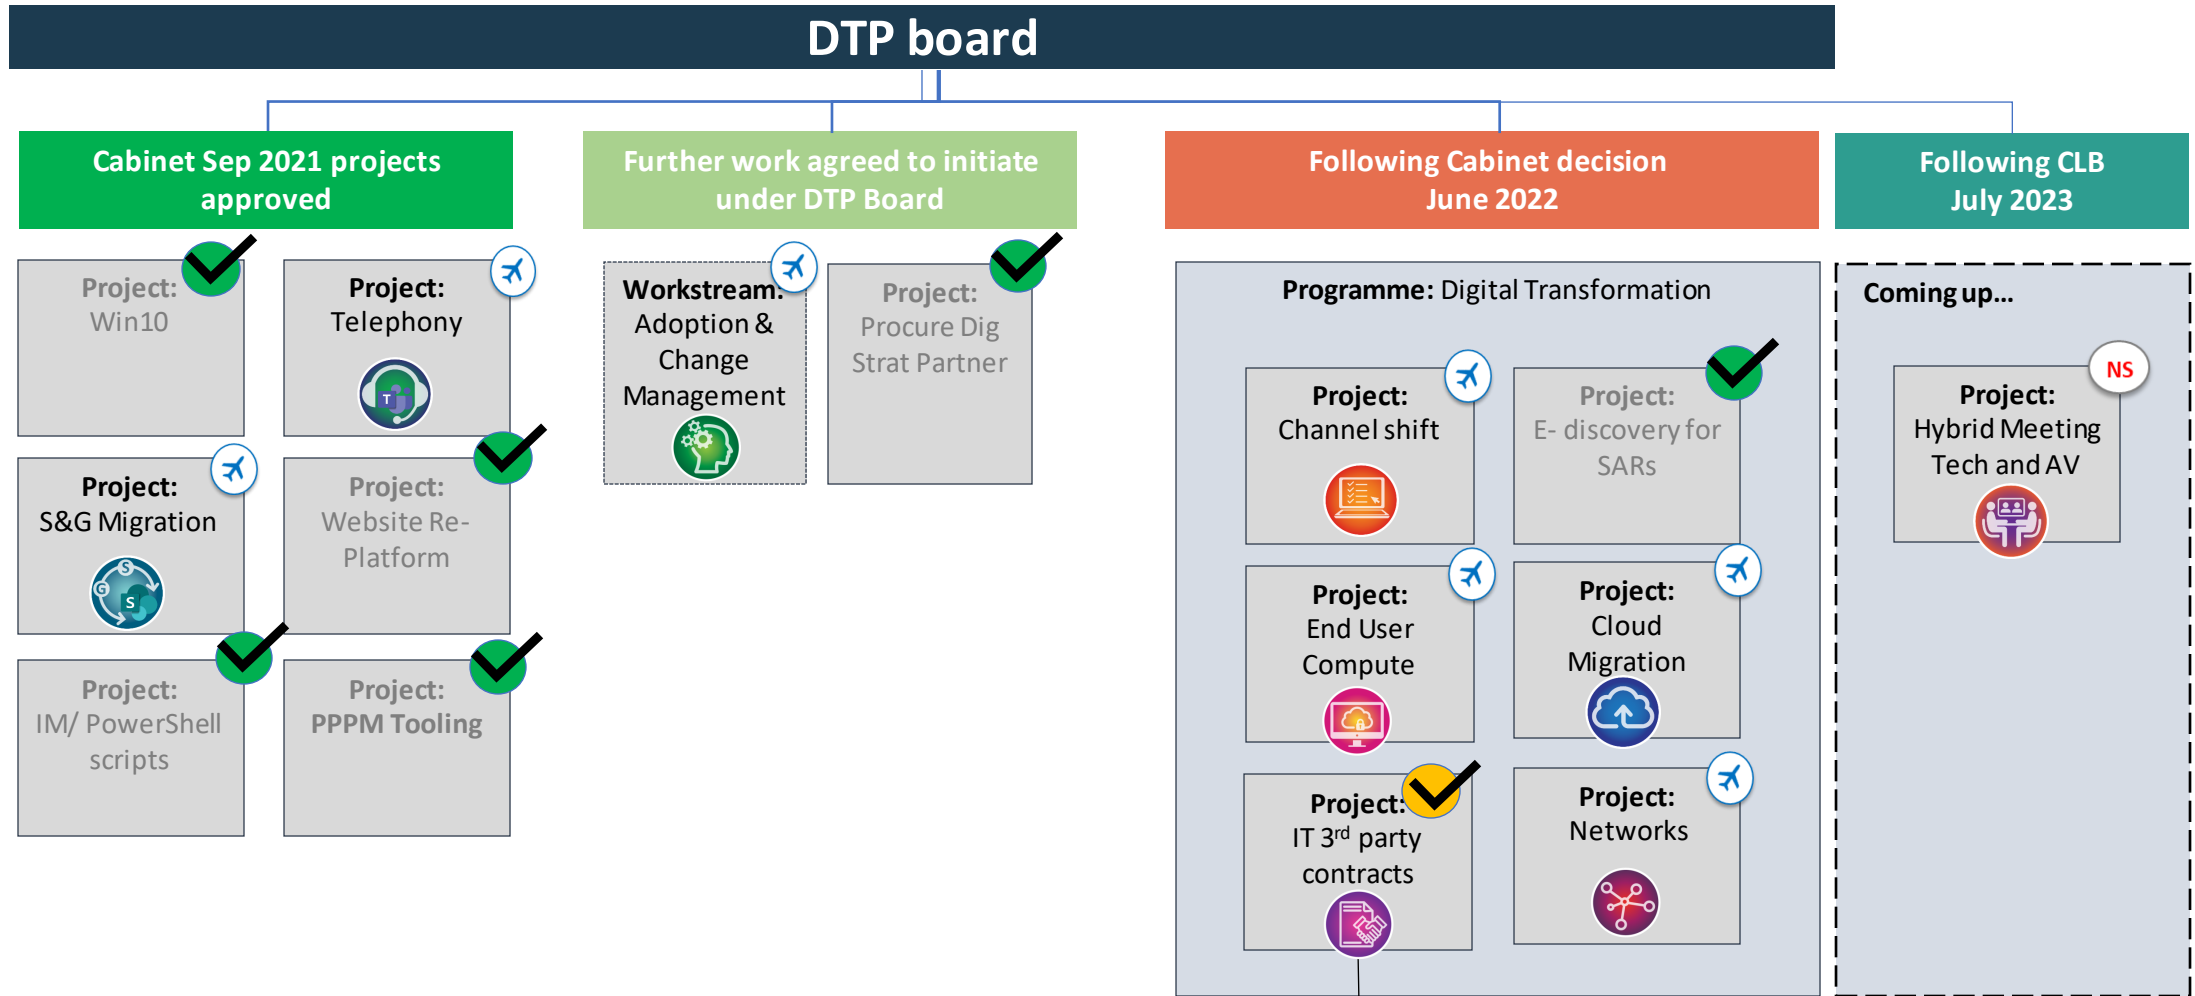 DTP board
Cabinet Sep 2021 projects
approved
Further work agreed to initiate
under DTP Board
Following Cabinet decision
June 2022
Following CLB
July 2023
Project:
Win10
Project:
Telephony
T
Project:
S&G Migration
S
G
S
Project:
Website Re-
Platform
Project:
IM/ PowerShell
scripts
Project:
PPPM Tooling
Workstream:
Adoption &
Change
Management
Project:
Procure Dig
Strat Partner
Programme: Digital Transformation
Project:
Channel shift
Project:
E- discovery for
SARs
Project:
End User
Compute
Project:
Cloud
Migration
Project:
IT 3rd party
contracts
Project:
Networks
Coming up...
NS
Project:
Hybrid Meeting
Tech and AV